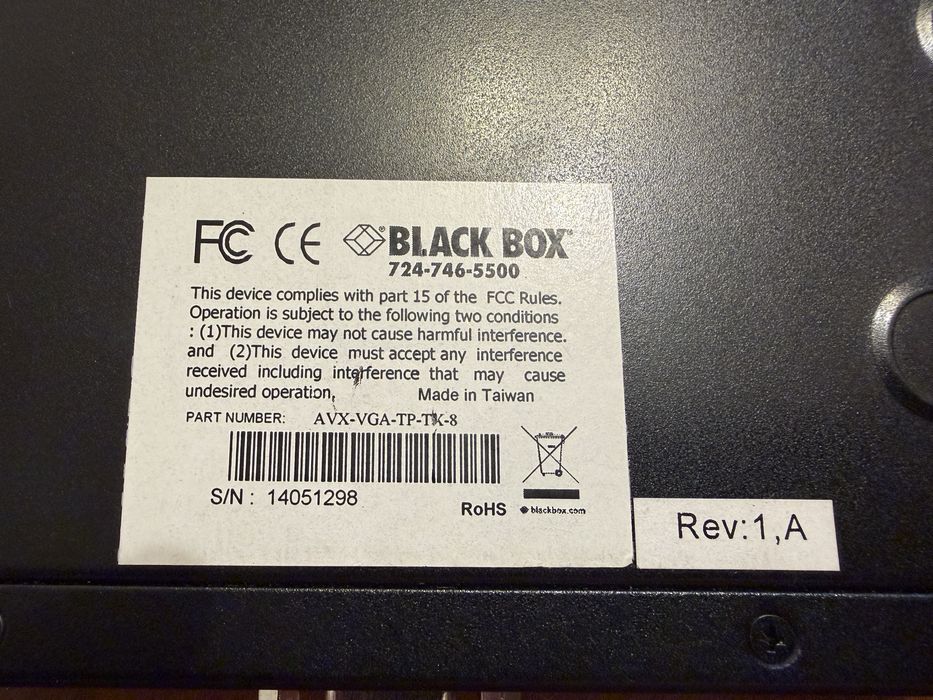 FC CE ® BLACK BOX™
724-746-5500
This device complies with part 15 of the FCC Rules.
Operation is subject to the following two conditions
: (1)This device may not cause harmful interference.
and (2)This device must accept any interference
received including interference that may cause
undesired operation. Made in Taiwan
PART NUMBER: AVX-VGA-TP-TX-8
S/N : 14051298
RoHS blackbox.com
Rev:1,A